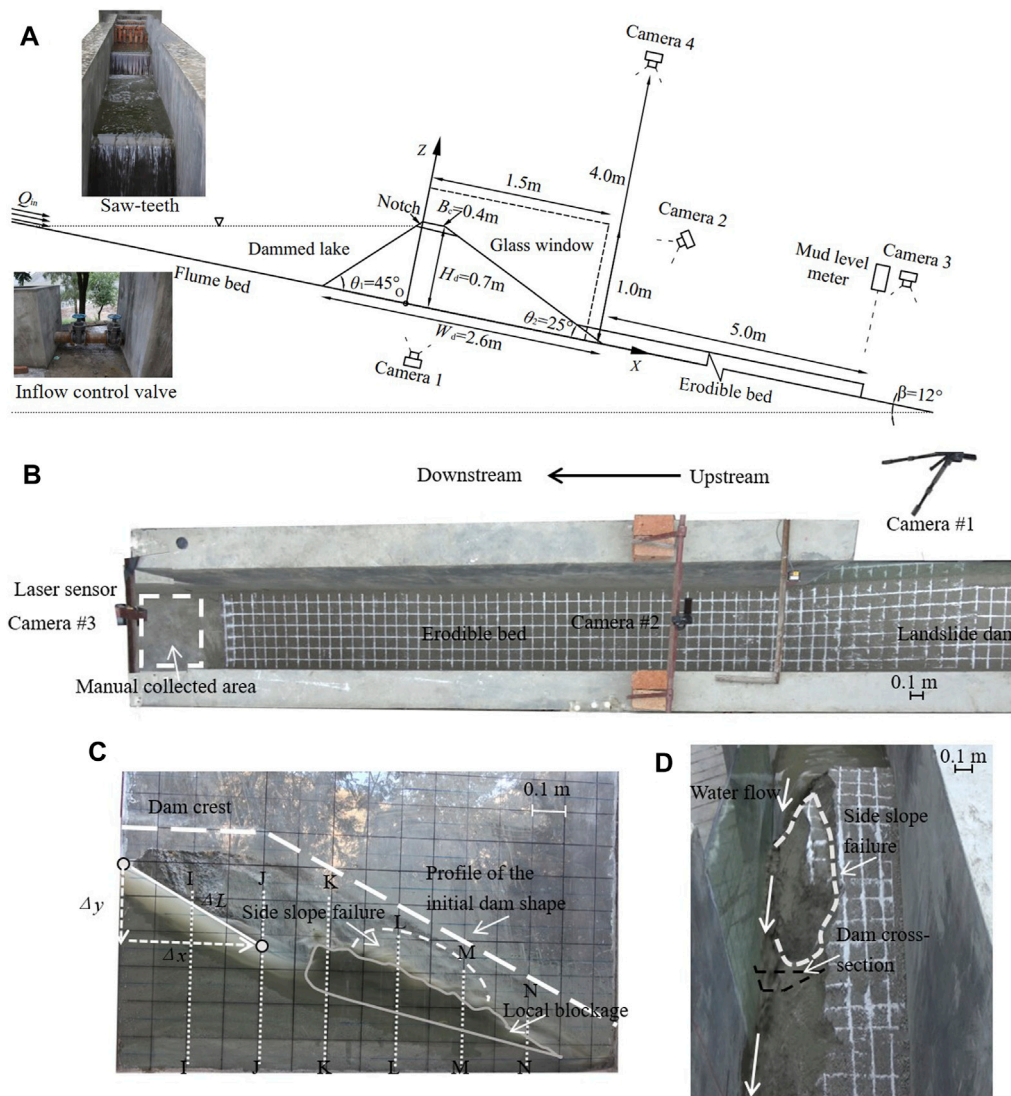 A
Camera 4
Z
1.5m
4.0m
Qin
Saw-teeth
Notch
Bc=0.4m
Camera 2
Dammed lake
Glass window
Mud level
meter
Camera 3
Flume bed
θ1=45°
O
Hd=0.7m
1.0m
θ2=25°
5.0m
Wd=2.6m
X
Camera 1
Erodible bed
β=12°
Inflow control valve
B
Downstream
Upstream
Camera #1
Laser sensor
Camera #3
Erodible bed
Camera #2
Landslide dam
Manual collected area
0.1 m
C
Dam crest
0.1 m
I
J
K
Profile of the
initial dam shape
Δy
ΔL
Side slope failure
L
Δx
M
N
Local blockage
I
J
K
L
M
N
D
0.1 m
Water flow
Side slope
failure
Dam cross-
section